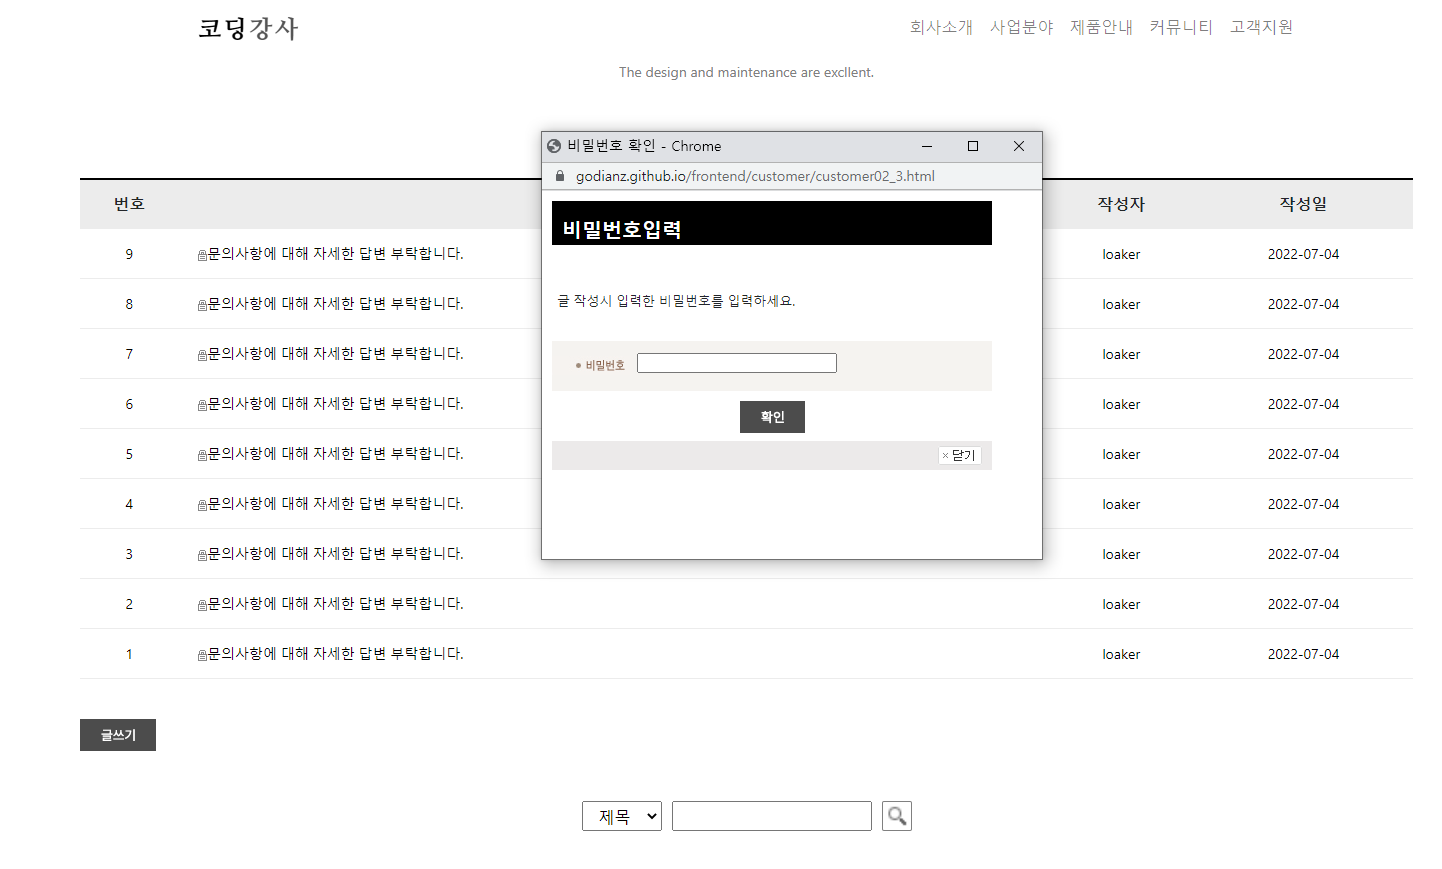 코딩강사
회사소개 사업분야 제품안내 커뮤니티 고객지원
The design and maintenance are excllent.
비밀번호 확인 - Chrome
godianz.github.io/frontend/customer/customer02_3.html
비밀번호입력
글 작성시 입력한 비밀번호를 입력하세요.
비밀번호
확인
× 닫기
번호 작성자 작성일
9 문의사항에 대해 자세한 답변 부탁합니다. loaker 2022-07-04
8 문의사항에 대해 자세한 답변 부탁합니다. loaker 2022-07-04
7 문의사항에 대해 자세한 답변 부탁합니다. loaker 2022-07-04
6 문의사항에 대해 자세한 답변 부탁합니다. loaker 2022-07-04
5 문의사항에 대해 자세한 답변 부탁합니다. loaker 2022-07-04
4 문의사항에 대해 자세한 답변 부탁합니다. loaker 2022-07-04
3 문의사항에 대해 자세한 답변 부탁합니다. loaker 2022-07-04
2 문의사항에 대해 자세한 답변 부탁합니다. loaker 2022-07-04
1 문의사항에 대해 자세한 답변 부탁합니다. loaker 2022-07-04
글쓰기
제목